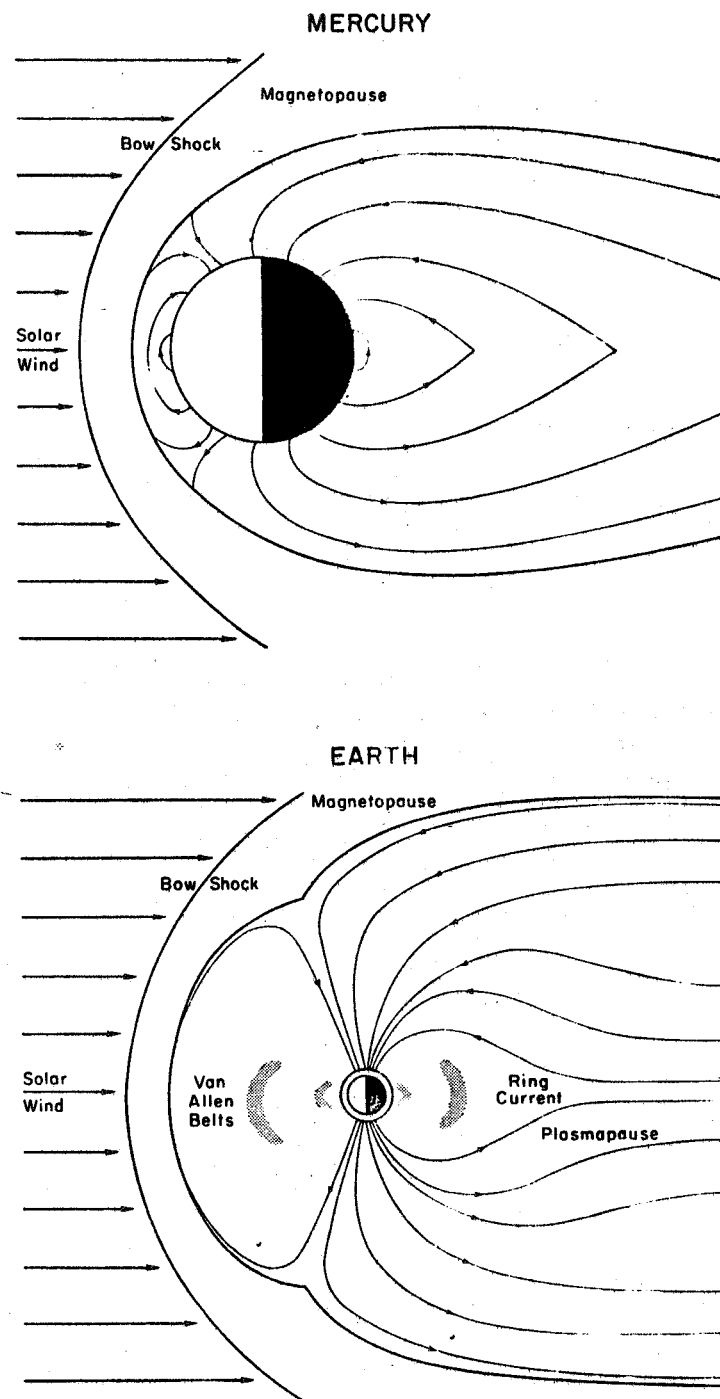 MERCURY
Magnetopause
Bow Shock
Solar
Wind
EARTH
Magnetopause
Bow Shock
Solar
Wind
Van
Allen
Belts
Ring
Current
Plasmapause